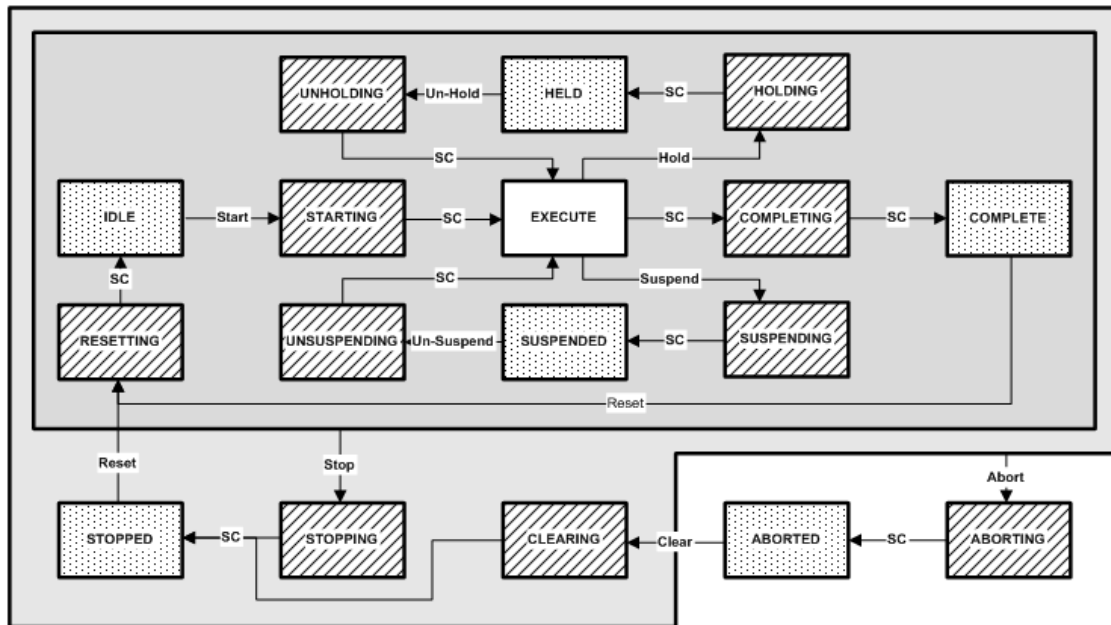 UNHOLDING
Un-Hold
HELD
SC
HOLDING
SC
Hold
IDLE
Start
STARTING
SC
EXECUTE
SC
COMPLETING
SC
COMPLETE
SC
SC
Suspend
RESETTING
UNSUSPENDING
Un-Suspend
SUSPENDED
SC
SUSPENDING
Reset
Reset
Stop
Abort
STOPPED
SC
STOPPING
CLEARING
Clear
ABORTED
SC
ABORTING